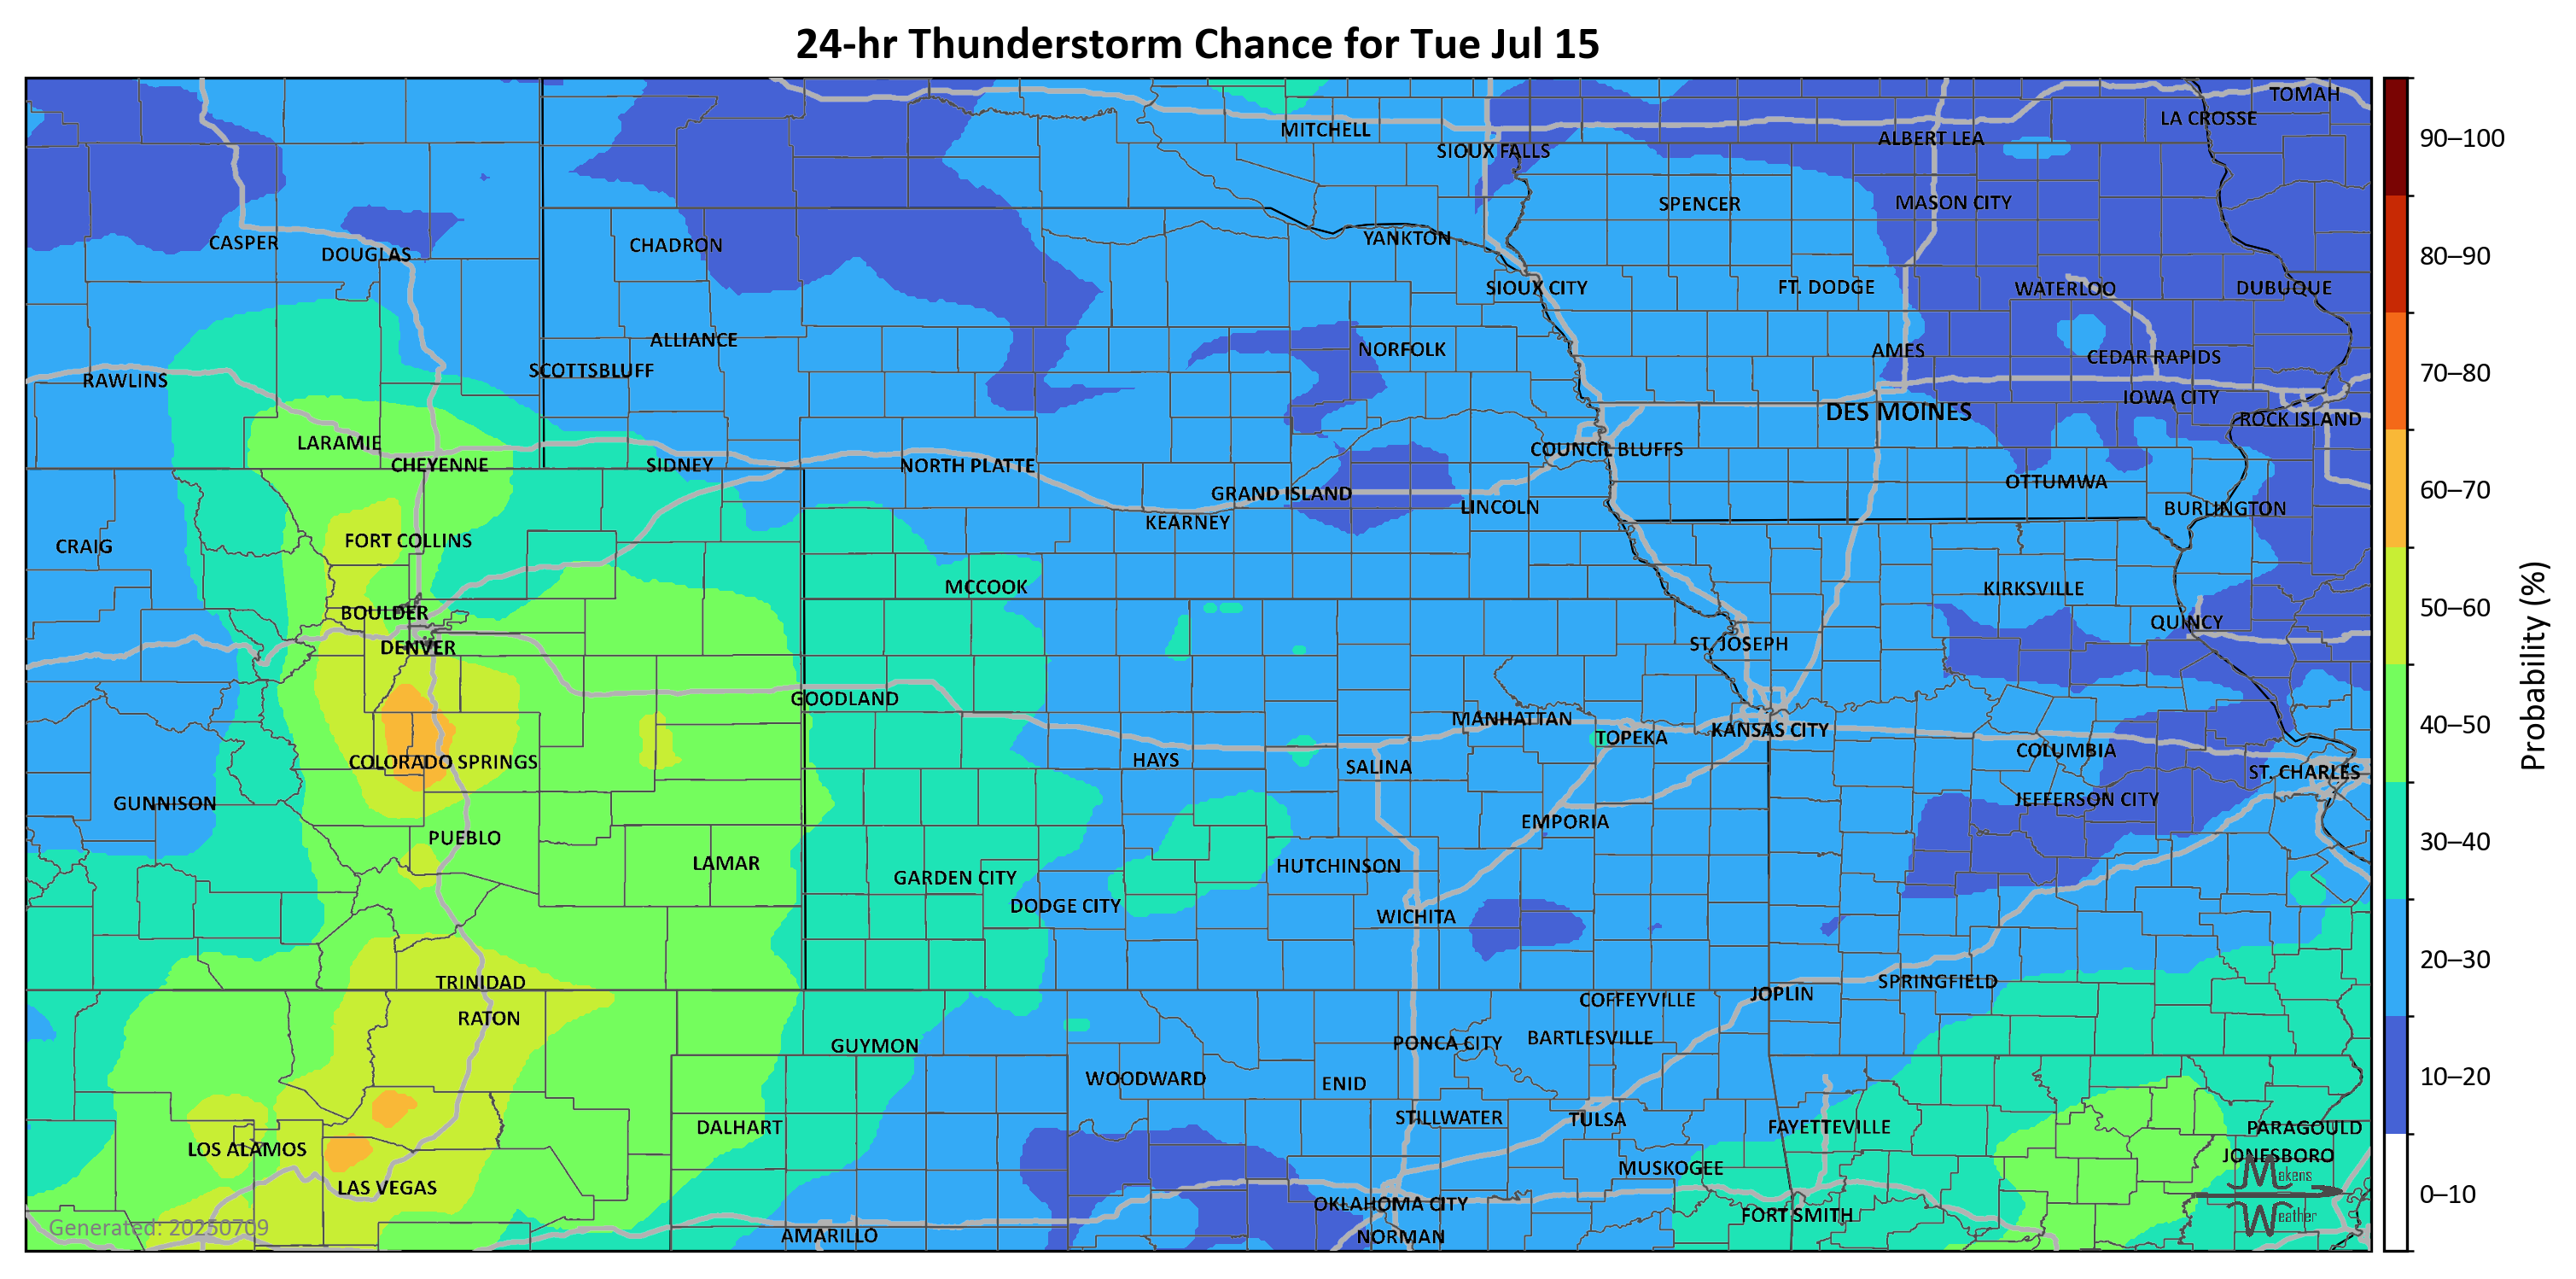 24-hr Thunderstorm Chance for Tue Jul 15
TOMAH
LA CROSSE
MITCHELL
ALBERT LEA
90–100
SIOUX FALLS
SPENCER
MASON CITY
YANKTON
CASPER
CHADRON
DOUGLAS
80–90
SIOUX CITY
FT. DODGE
WATERLOO
DUBUQUE
ALLIANCE
NORFOLK
AMES
CEDAR RAPIDS
SCOTTSBLUFF
70–80
RAWLINS
IOWA CITY
DES MOINES
ROCK ISLAND
LARAMIE
COUNCIL BLUFFS
CHEYENNE
SIDNEY
NORTH PLATTE
OTTUMWA
60–70
GRAND ISLAND
LINCOLN
BURLINGTON
KEARNEY
FORT COLLINS
CRAIG
MCCOOK
KIRKSVILLE
50–60
BOULDER
QUINCY
DENVER
ST. JOSEPH
Probability (%)
GOODLAND
MANHATTAN
40–50
KANSAS CITY
TOPEKA
COLUMBIA
HAYS
COLORADO SPRINGS
SALINA
ST. CHARLES
GUNNISON
JEFFERSON CITY
EMPORIA
PUEBLO
30–40
LAMAR
HUTCHINSON
GARDEN CITY
DODGE CITY
WICHITA
20–30
TRINIDAD
SPRINGFIELD
JOPLIN
COFFEYVILLE
RATON
BARTLESVILLE
PONCA CITY
GUYMON
10–20
WOODWARD
ENID
STILLWATER
TULSA
DALHART
FAYETTEVILLE
PARAGOULD
LOS ALAMOS
JONESBORO
MUSKOGEE
Makens
LAS VEGAS
0–10
OKLAHOMA CITY
FORT SMITH
Weather
Generated: 20250709
AMARILLO
NORMAN